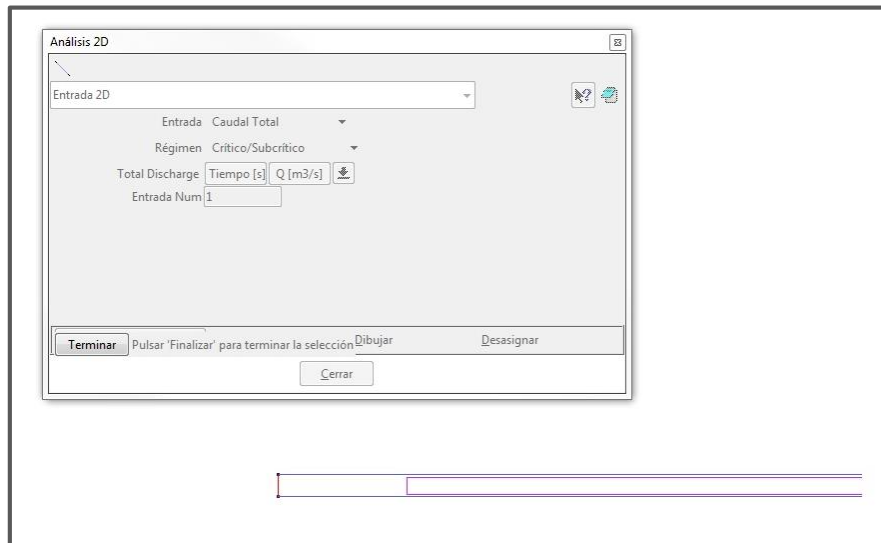 Análisis 2D
Entrada 2D
Entrada Caudal Total
Régimen Crítico/Subcrítico
Total Discharge Tiempo [s] Q [m3/s]
Entrada Num 1
Terminar Pulsar 'Finalizar' para terminar la selección Dibujar Desasignar
Cerrar